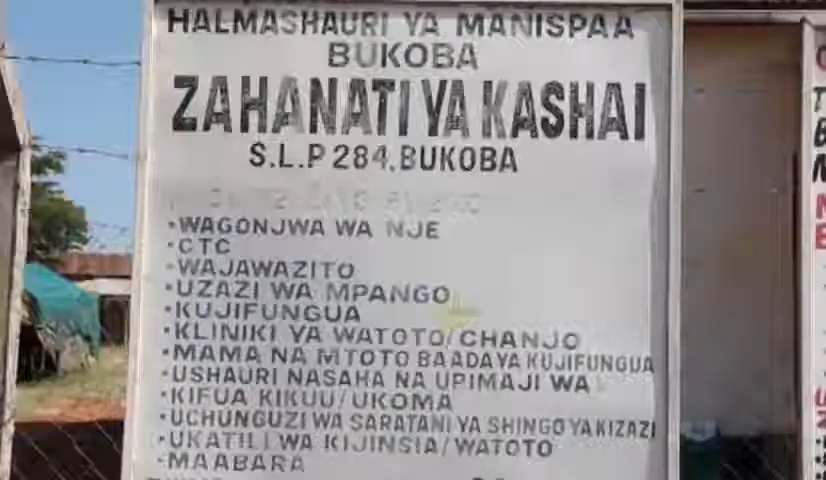 HALMASHAURI YA MANISPAA
BUKOBA
ZAHANATI YA KASHAI
S.L.P 284.BUKOBA
•WAGONJWA WA NJE
•CTC
•WAJAWAZITO
•UZAZI WA MPANGO
•KUJIFUNGUA
•KLINIKI YA WATOTO/CHANJO
•MAMA NA MTOTO BAADA YA KUJIFUNGUA
•USHAURI NASAHA NA UPIMAJI WA
•KIFUA KIKUU/UKOMA
•UCHUNGUZI WA SARATANI YA SHINGO YA KIZAZI
•UKATILI WA KIJINSIA/WATOTO
•MAABARA